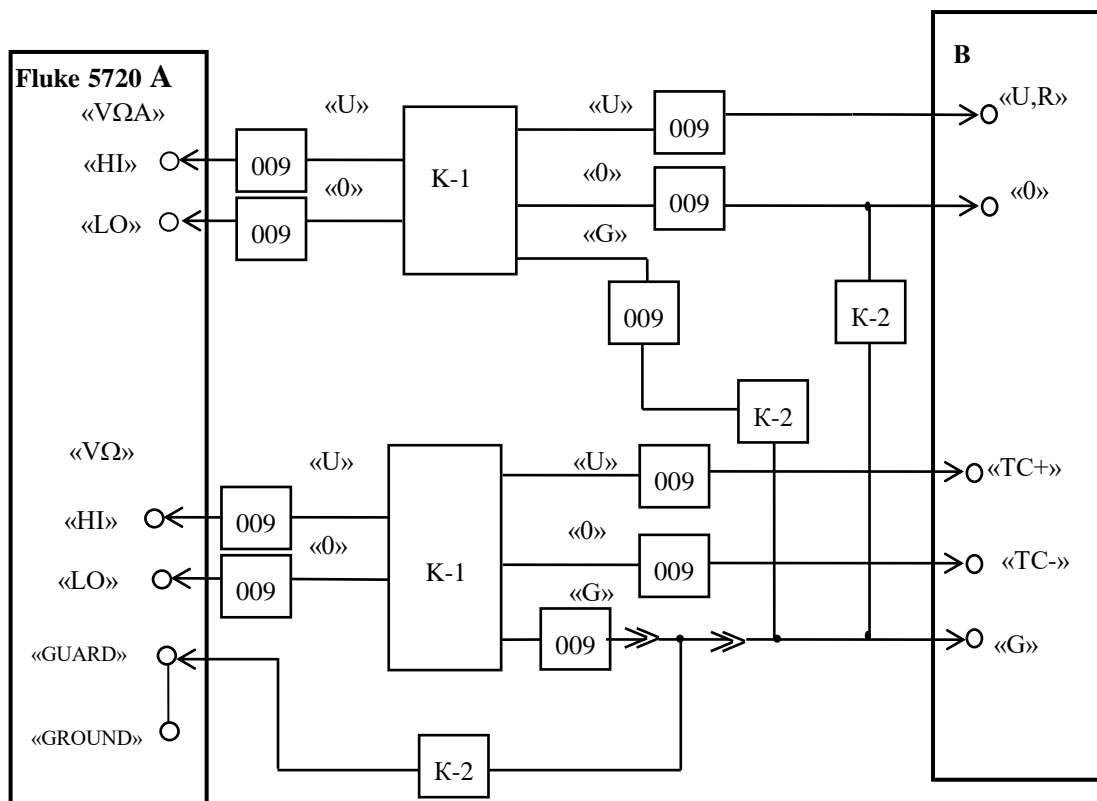 B
Fluke 5720 A
«VΩA»
«U»
«U»
«U,R»
009
009
«HI»
K-1
«0»
«0»
009
009
«0»
«LO»
«G»
009
К-2
К-2
«VΩ»
«U»
«U»
«TC+»
009
009
«HI»
«0»
«0»
K-1
009
009
«TC-»
«LO»
«G»
009
«G»
«GUARD»
«GROUND»
К-2